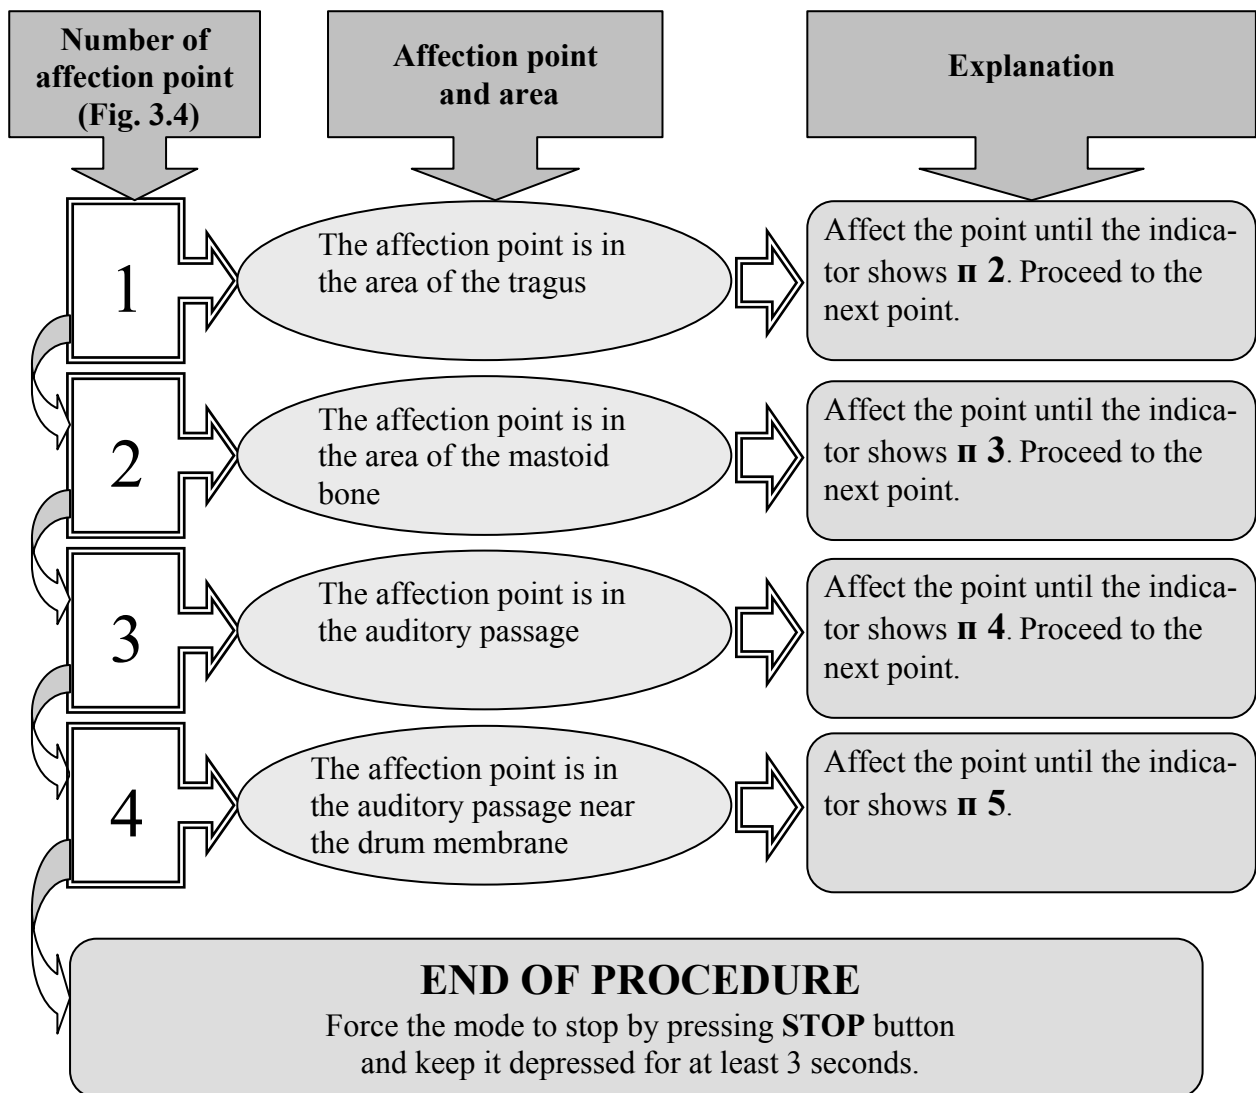 Number of
affection point
(Fig. 3.4)
Affection point
and area
Explanation
1
The affection point is in
the area of the tragus
Affect the point until the indica-
tor shows п 2. Proceed to the
next point.
2
The affection point is in
the area of the mastoid
bone
Affect the point until the indica-
tor shows п 3. Proceed to the
next point.
3
The affection point is in
the auditory passage
Affect the point until the indica-
tor shows п 4. Proceed to the
next point.
4
The affection point is in
the auditory passage near
the drum membrane
Affect the point until the indica-
tor shows п 5.
END OF PROCEDURE
Force the mode to stop by pressing STOP button
and keep it depressed for at least 3 seconds.